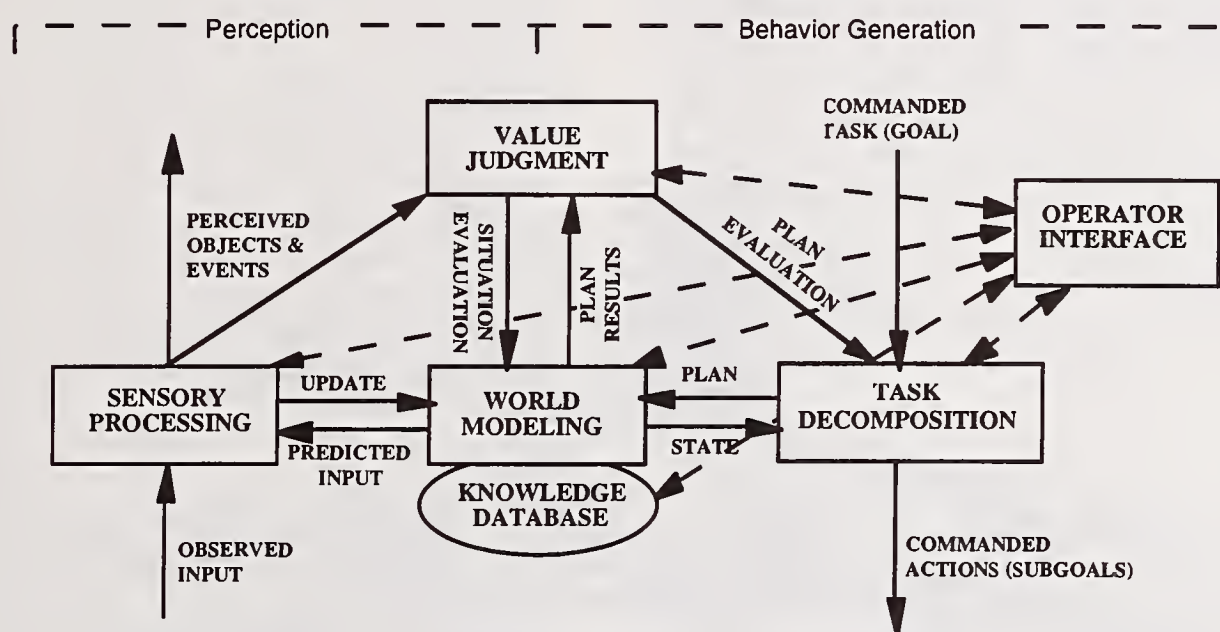 Perception
Behavior Generation
COMMANDED
TASK (GOAL)
VALUE
JUDGMENT
OPERATOR
INTERFACE
PERCEIVED
OBJECTS &
EVENTS
SITUATION
EVALUATION
PLAN
RESULTS
PLAN
EVALUATION
SENSORY
PROCESSING
UPDATE
PREDICTED
INPUT
WORLD
MODELING
PLAN
STATE
TASK
DECOMPOSITION
KNOWLEDGE
DATABASE
OBSERVED
INPUT
COMMANDED
ACTIONS (SUBGOALS)